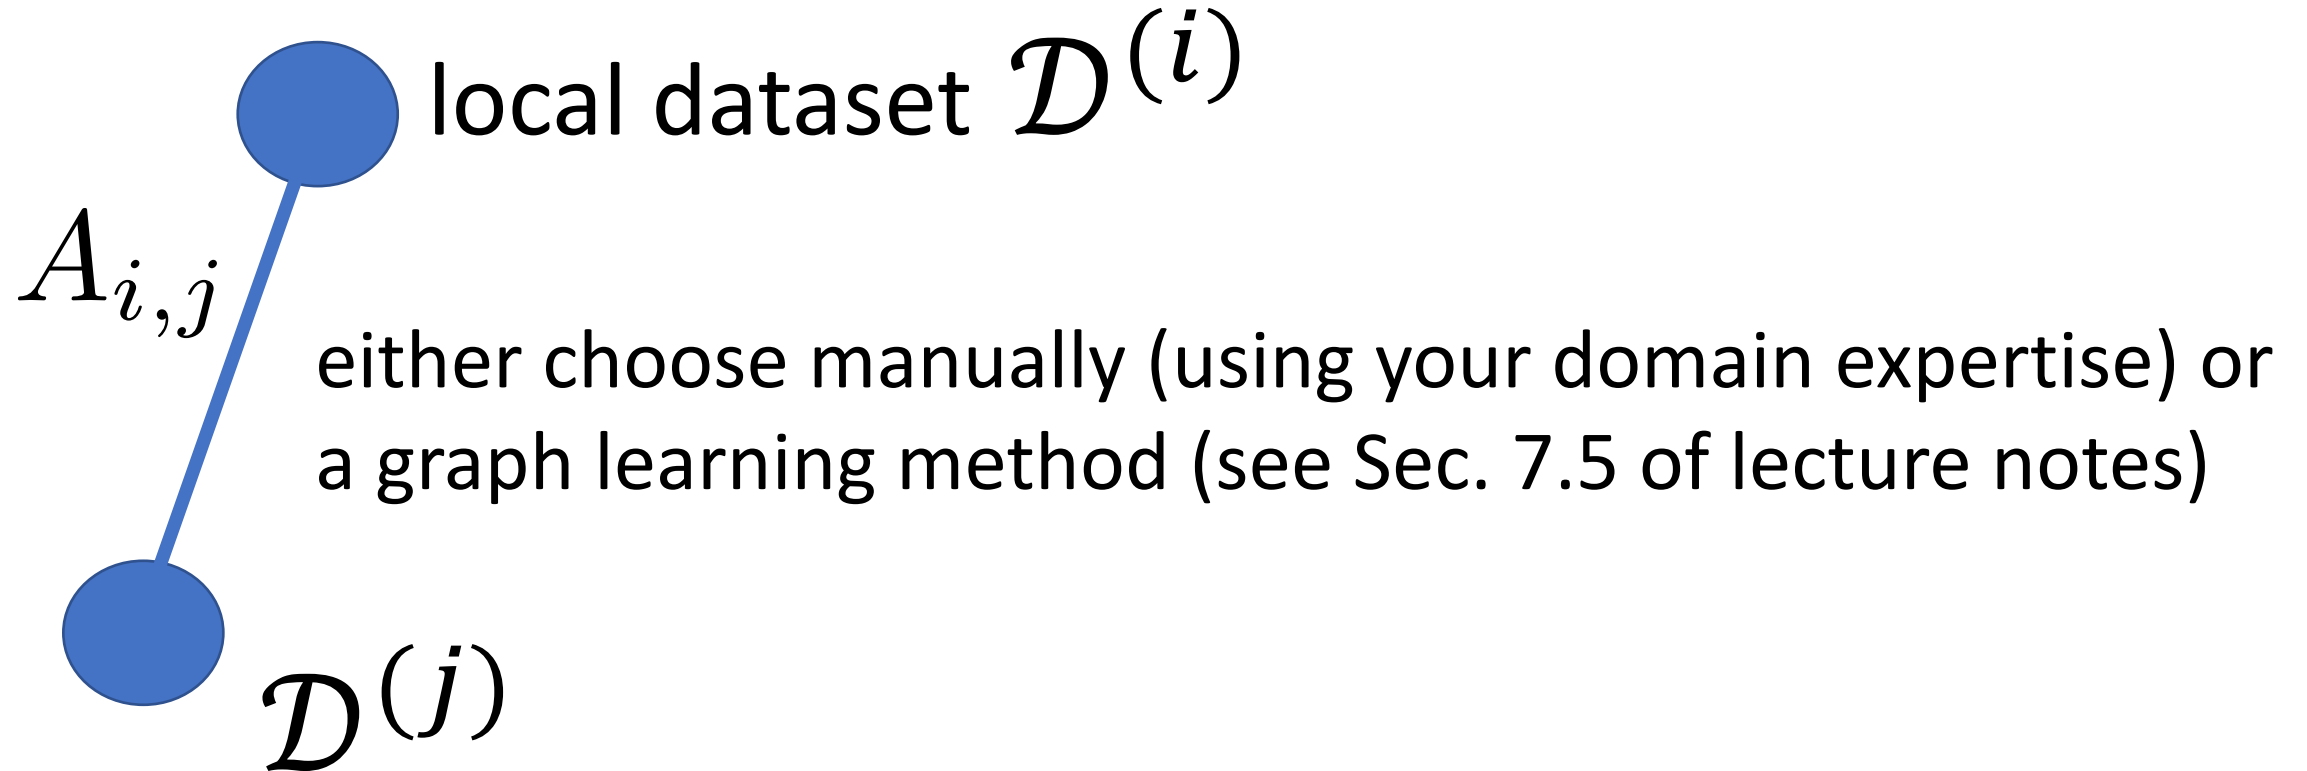 local dataset 𝒟⁽ⁱ⁾
A_{i,j}
either choose manually (using your domain expertise) or
a graph learning method (see Sec. 7.5 of lecture notes)
𝒟⁽ʲ⁾